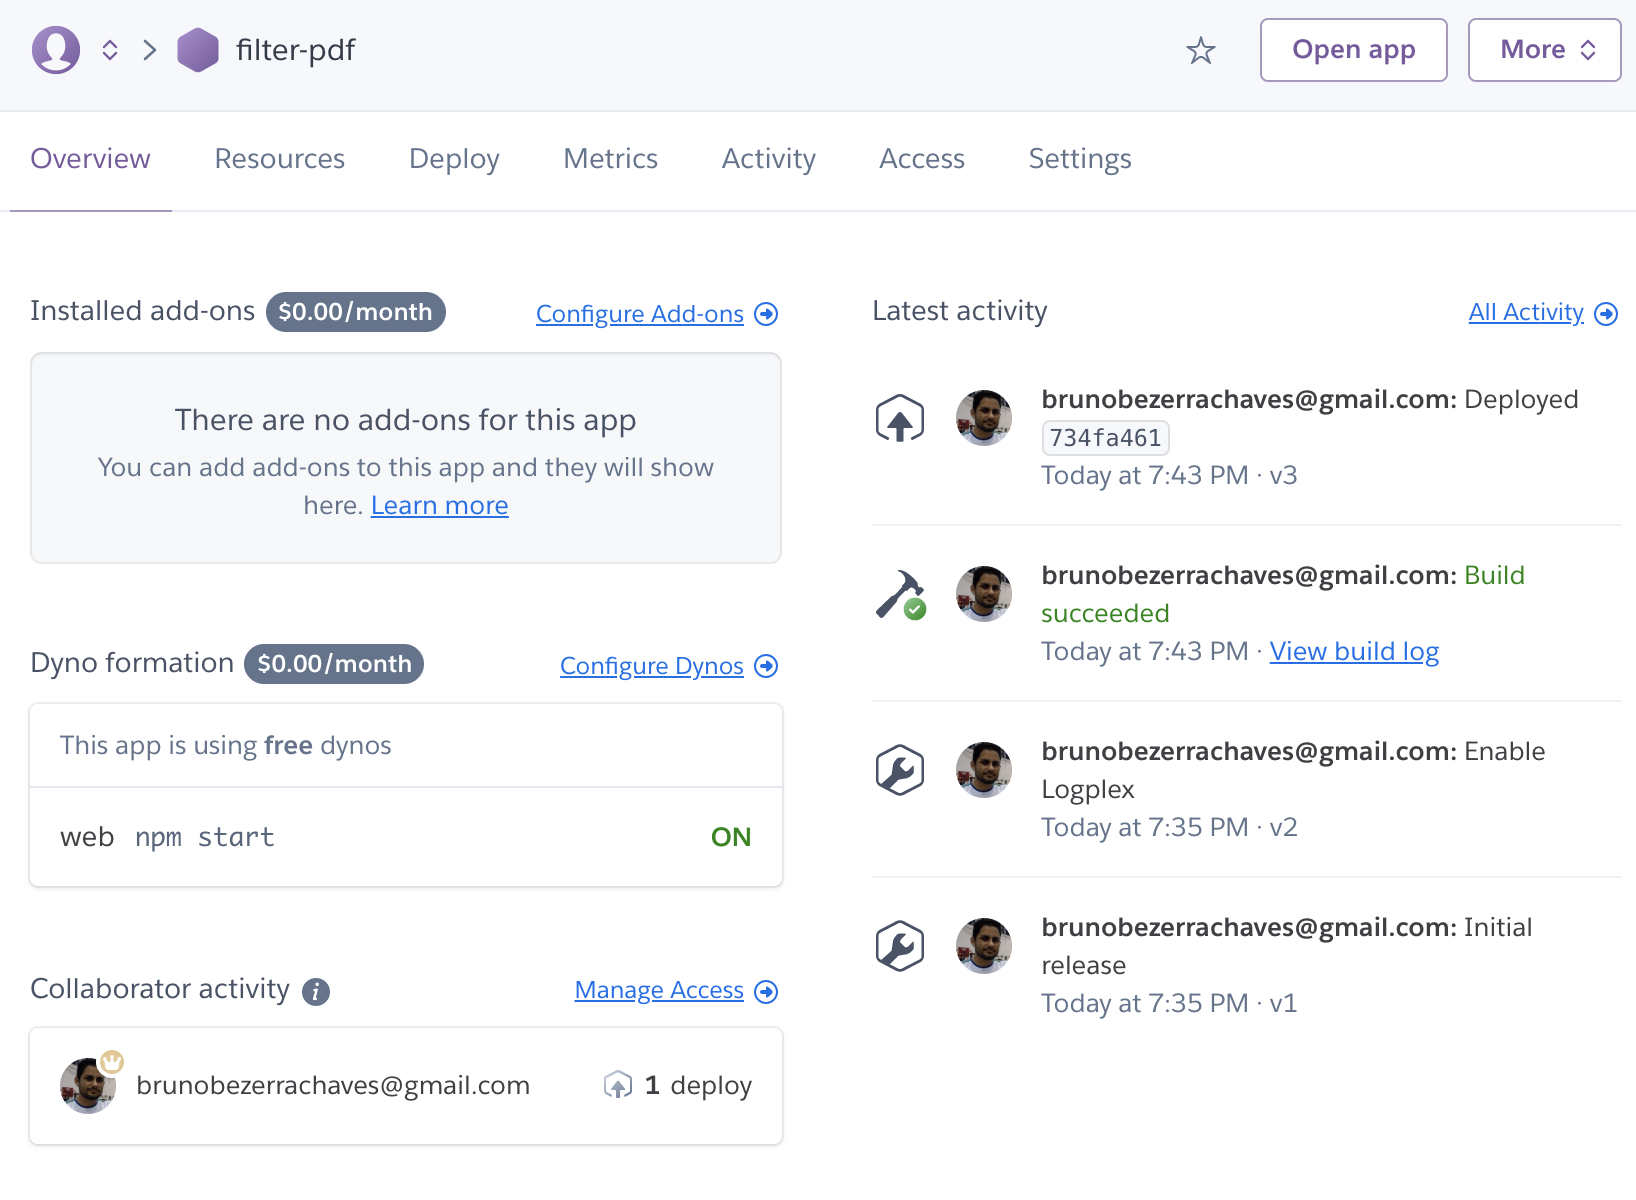 filter-pdf
Open app
More
Overview
Resources
Deploy
Metrics
Activity
Access
Settings
Installed add-ons $0.00/month
Configure Add-ons
There are no add-ons for this app
You can add add-ons to this app and they will show
here. Learn more
Dyno formation $0.00/month
Configure Dynos
This app is using free dynos
web npm start
ON
Collaborator activity i
Manage Access
brunobezerrachaves@gmail.com
1 deploy
Latest activity
All Activity
brunobezerrachaves@gmail.com: Deployed
734fa461
Today at 7:43 PM · v3
brunobezerrachaves@gmail.com: Build
succeeded
Today at 7:43 PM · View build log
brunobezerrachaves@gmail.com: Enable
Logplex
Today at 7:35 PM · v2
brunobezerrachaves@gmail.com: Initial
release
Today at 7:35 PM · v1